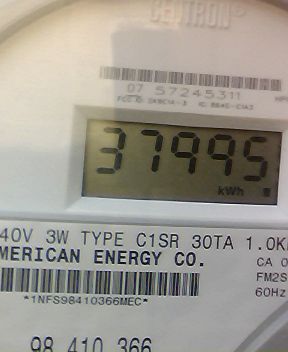 CENTRON®
07 57245311
37995
kWh
40V 3W TYPE C1SR 30TA 1.0K
MERICAN ENERGY CO.
CA 0
FM2S
60Hz
*1NFS98410366MEC*
98 410 366